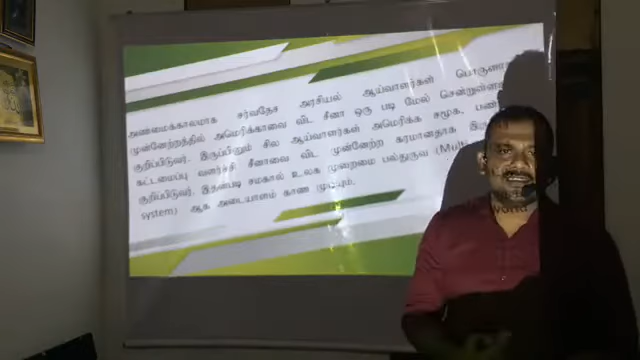 அண்மைக்காலமாக சர்வதேச அரசியல் ஆய்வாளர்கள்
முன்னேற்றத்தில் அமெரிக்காவை விட சீனா ஒரு படி மேல்
குறிப்பிடுவர். இருப்பினும் சில ஆய்வாளர்கள் அமெரிக்க சமூக,
கட்டமைப்பு வளர்ச்சி சீனாவை விட முன்னேற்ற கரமானதாக
குறிப்பிடுவர். இதன்படி சமகால் உலக முறைமை பல்துருவ
system) ஆக அடையாளம் காண முடியும்.